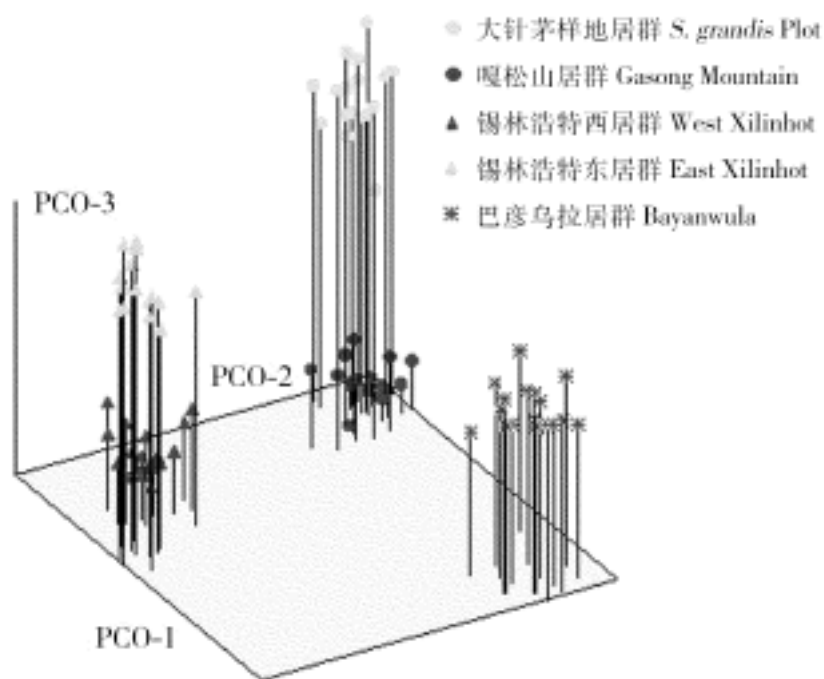 大针茅样地居群 S. grandis Plot
嘎松山居群 Gasong Mountain
锡林浩特西居群 West Xilinhot
锡林浩特东居群 East Xilinhot
巴彦乌拉居群 Bayanwula
PCO-3
PCO-2
PCO-1